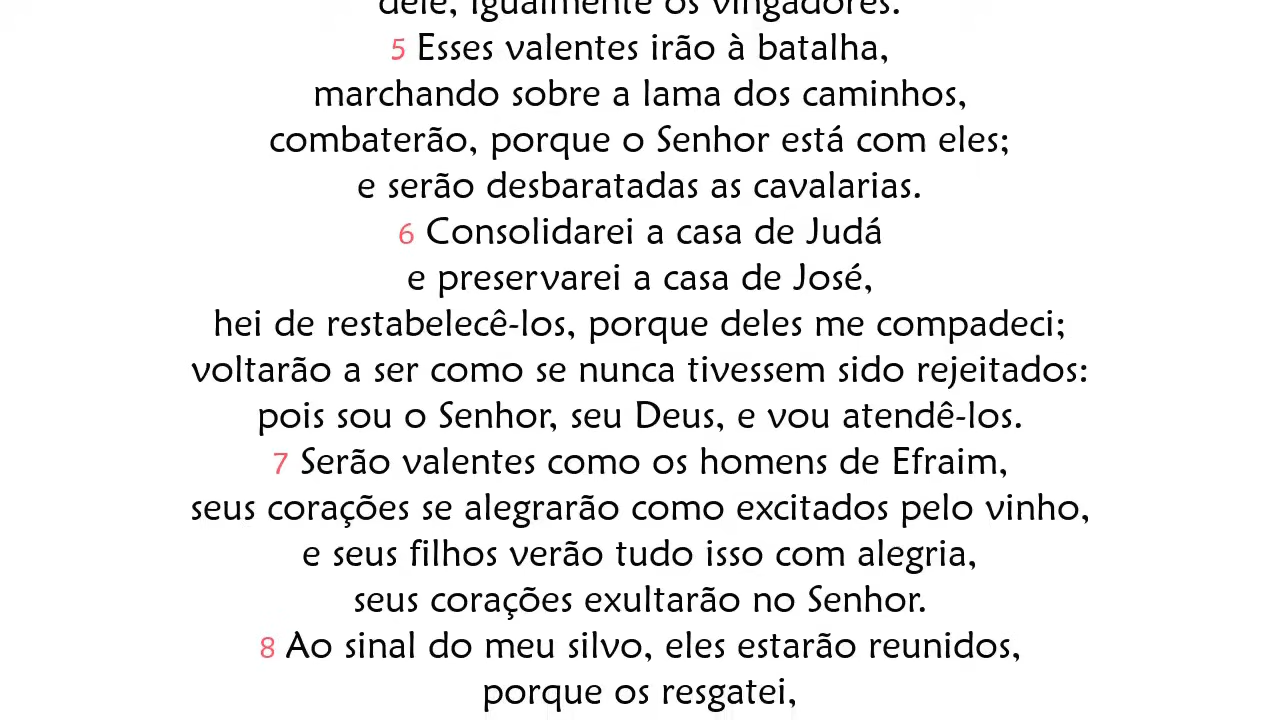 dele, igualmente os vingadores.
5 Esses valentes irão à batalha,
marchando sobre a lama dos caminhos,
combaterão, porque o Senhor está com eles;
e serão desbaratadas as cavalarias.
6 Consolidarei a casa de Judá
e preservarei a casa de José,
hei de restabelecê-los, porque deles me compadeci;
voltarão a ser como se nunca tivessem sido rejeitados:
pois sou o Senhor, seu Deus, e vou atendê-los.
7 Serão valentes como os homens de Efraim,
seus corações se alegrarão como excitados pelo vinho,
e seus filhos verão tudo isso com alegria,
seus corações exultarão no Senhor.
8 Ao sinal do meu silvo, eles estarão reunidos,
porque os resgatei,